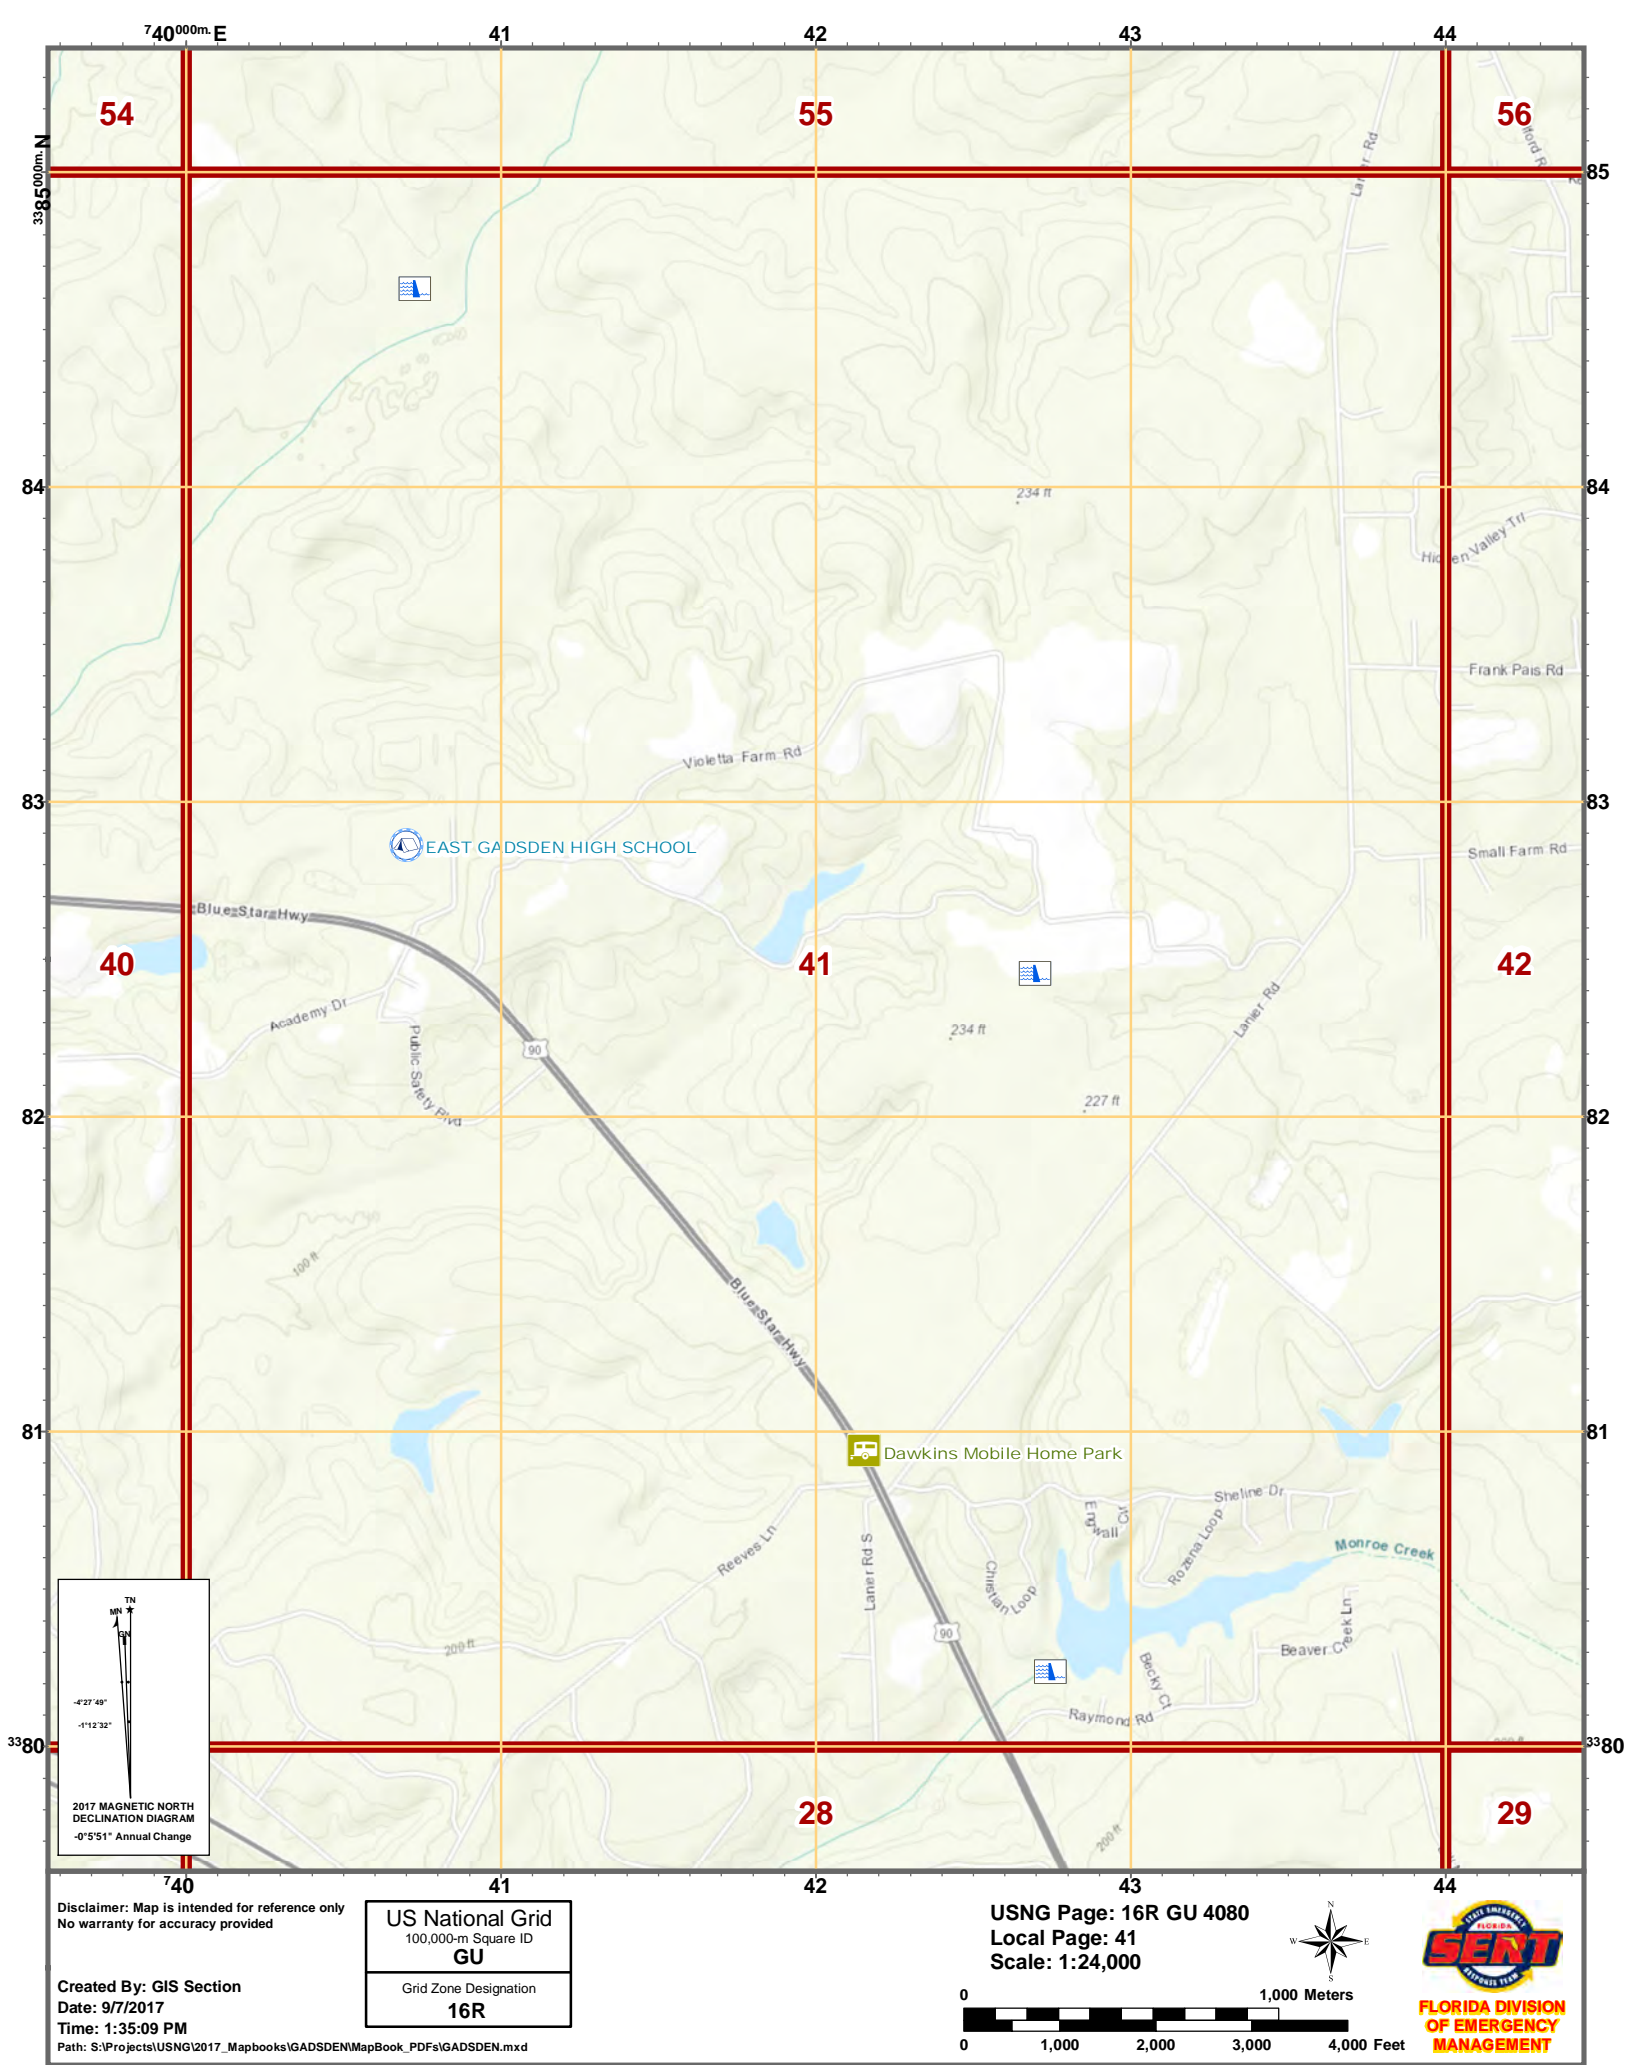 740000m.E 41 42 43 44
54 55 56
3385000m.N 85
Lanier Rd
84 84
234 ft
Hidden Valley Trl
Frank Pais Rd
Violetta Farm Rd
83 83
EAST GADSDEN HIGH SCHOOL
Small Farm Rd
Blue Star Hwy
40 41 42
Academy Dr
Lanier Rd
Public Safety Blvd
90
234 ft
227 ft
82 82
100 ft
Blue Star Hwy
81 81
Dawkins Mobile Home Park
Sheline Dr
Reeves Ln
Laner Rd S
Christian Loop
Rozena Loop
Monroe Creek
90
200 ft
Beaver Creek Ln
Becky Ct
Raymond Rd
3380 3380
TN
MN
GN
-4°27'49"
-1°12'32"
2017 MAGNETIC NORTH
DECLINATION DIAGRAM
-0°5'51" Annual Change
28 29
200 ft
740 41 42 43 44
Disclaimer: Map is intended for reference only
No warranty for accuracy provided
Created By: GIS Section
Date: 9/7/2017
Time: 1:35:09 PM
Path: S:\Projects\USNG\2017_Mapbooks\GADSDEN\MapBook_PDFs\GADSDEN.mxd
US National Grid
100,000-m Square ID
GU
Grid Zone Designation
16R
USNG Page: 16R GU 4080
Local Page: 41
Scale: 1:24,000
N
W E
S
0 1,000 Meters
0 1,000 2,000 3,000 4,000 Feet
STATE EMERGENCY
FLORIDA
SERT
RESPONSE TEAM
FLORIDA DIVISION
OF EMERGENCY
MANAGEMENT